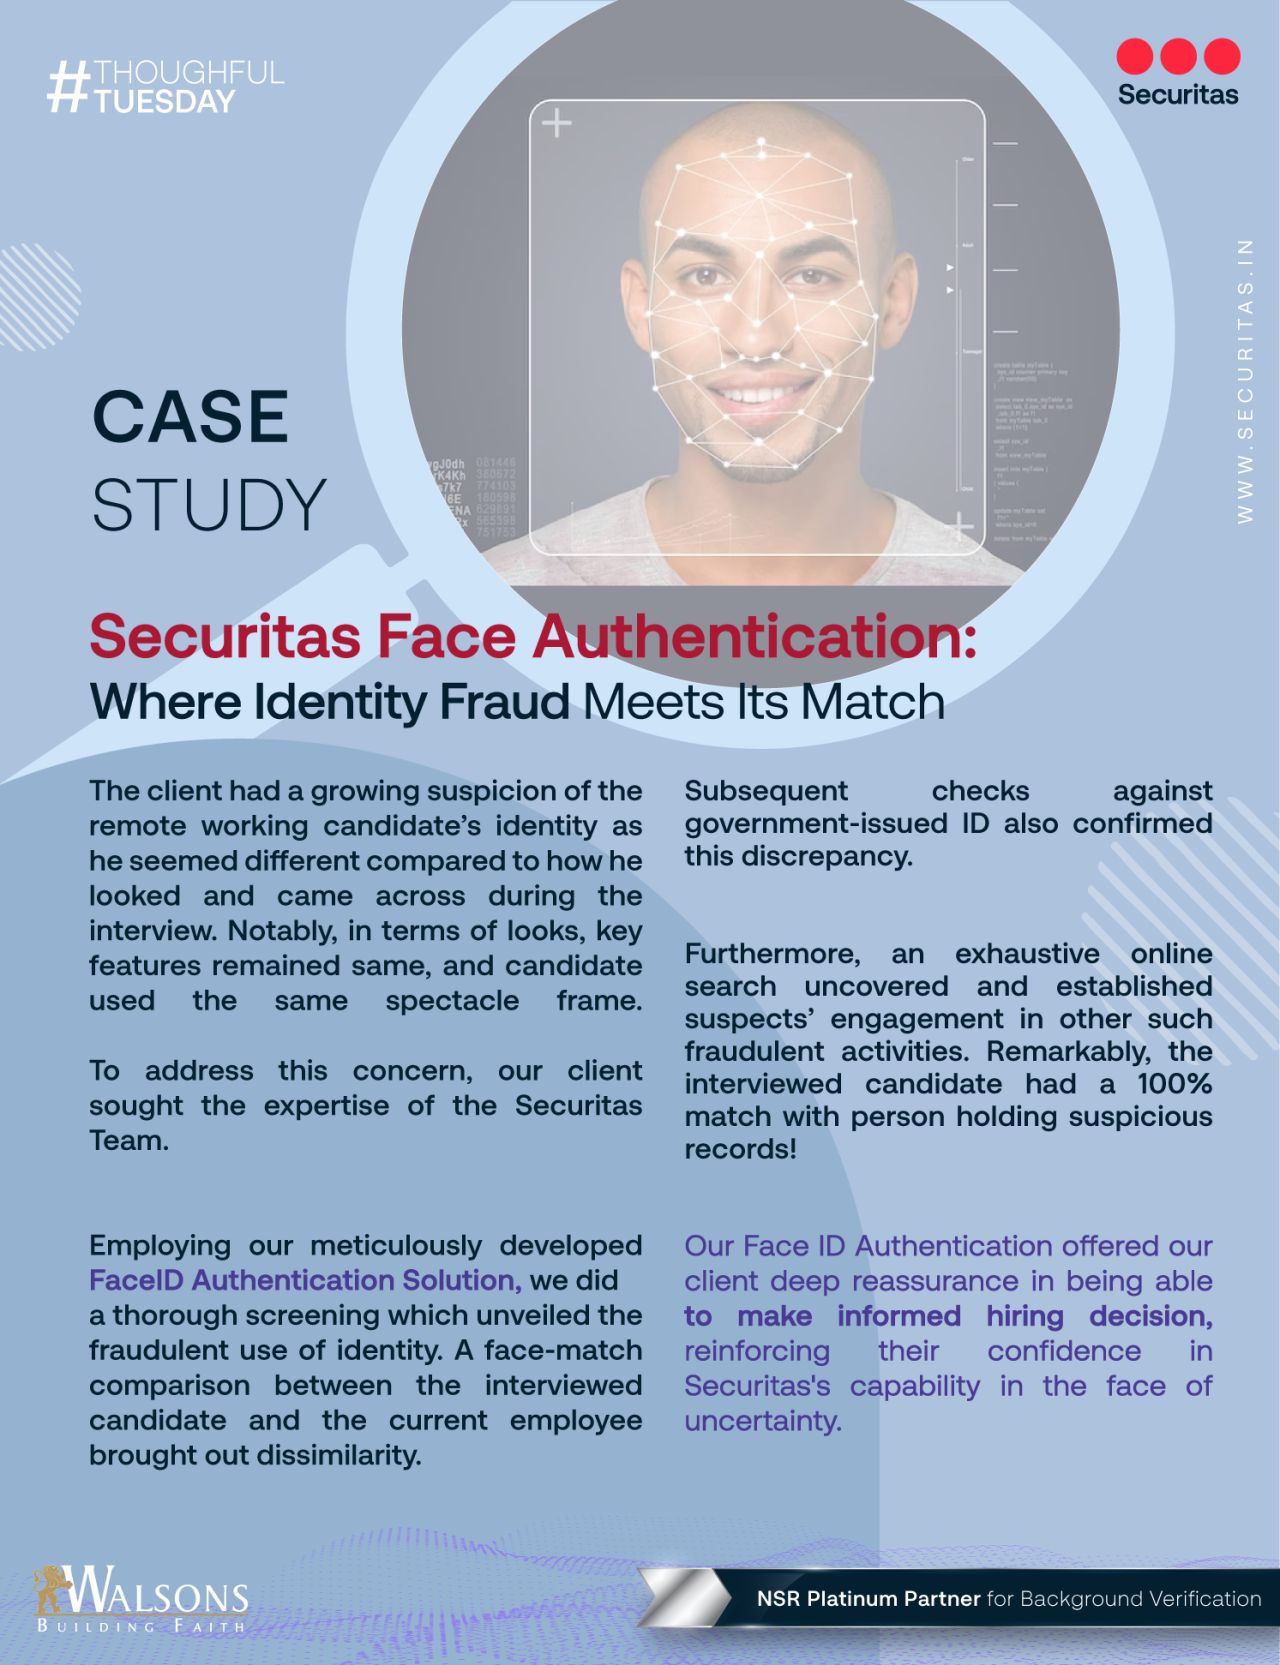 #THOUGHFUL
TUESDAY
Securitas
WWW.SECURITAS.IN
CASE
STUDY
Securitas Face Authentication:
Where Identity Fraud Meets Its Match
The client had a growing suspicion of the
remote working candidate’s identity as
he seemed different compared to how he
looked and came across during the
interview. Notably, in terms of looks, key
features remained same, and candidate
used the same spectacle frame.
To address this concern, our client
sought the expertise of the Securitas
Team.
Employing our meticulously developed
FaceID Authentication Solution, we did
a thorough screening which unveiled the
fraudulent use of identity. A face-match
comparison between the interviewed
candidate and the current employee
brought out dissimilarity.
Subsequent checks against
government-issued ID also confirmed
this discrepancy.
Furthermore, an exhaustive online
search uncovered and established
suspects’ engagement in other such
fraudulent activities. Remarkably, the
interviewed candidate had a 100%
match with person holding suspicious
records!
Our Face ID Authentication offered our
client deep reassurance in being able
to make informed hiring decision,
reinforcing their confidence in
Securitas's capability in the face of
uncertainty.
WALSONS
BUILDING FAITH
NSR Platinum Partner for Background Verification